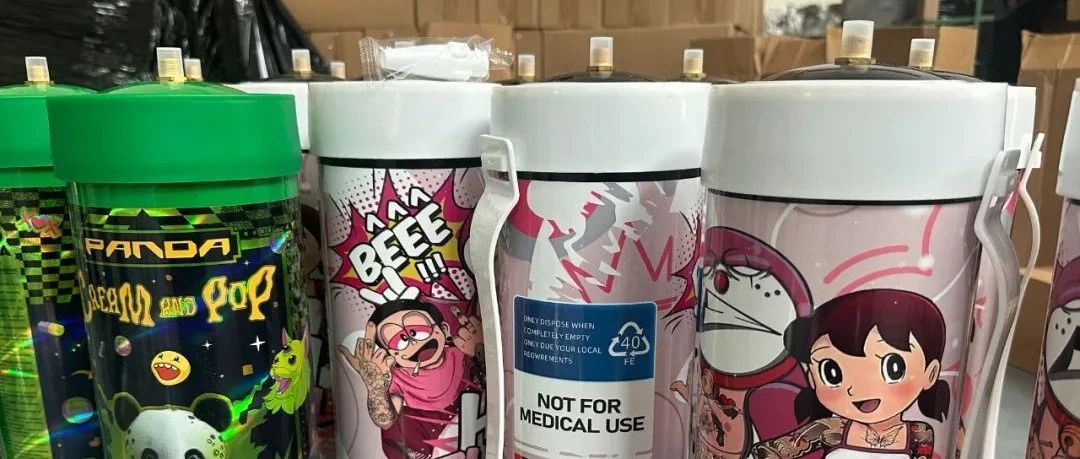 PANDA
CREAM AND POP
BEEE
!!!
ONLY DISPOSE WHEN
COMPLETELY EMPTY
ONLY DUE YOUR LOCAL
REQWREMENTS
40
FE
NOT FOR
MEDICAL USE